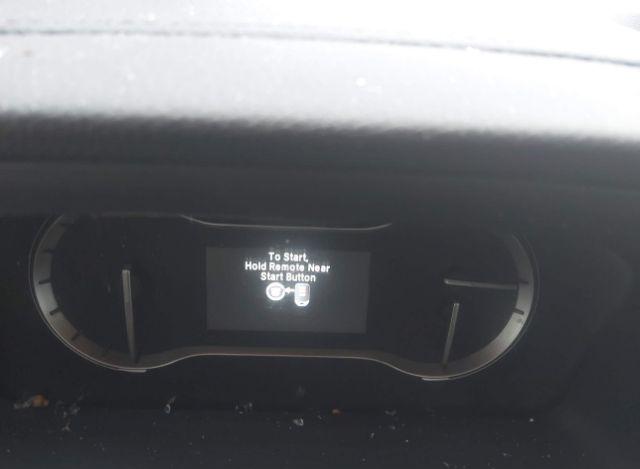 To Start,
Hold Remote Near
Start Button